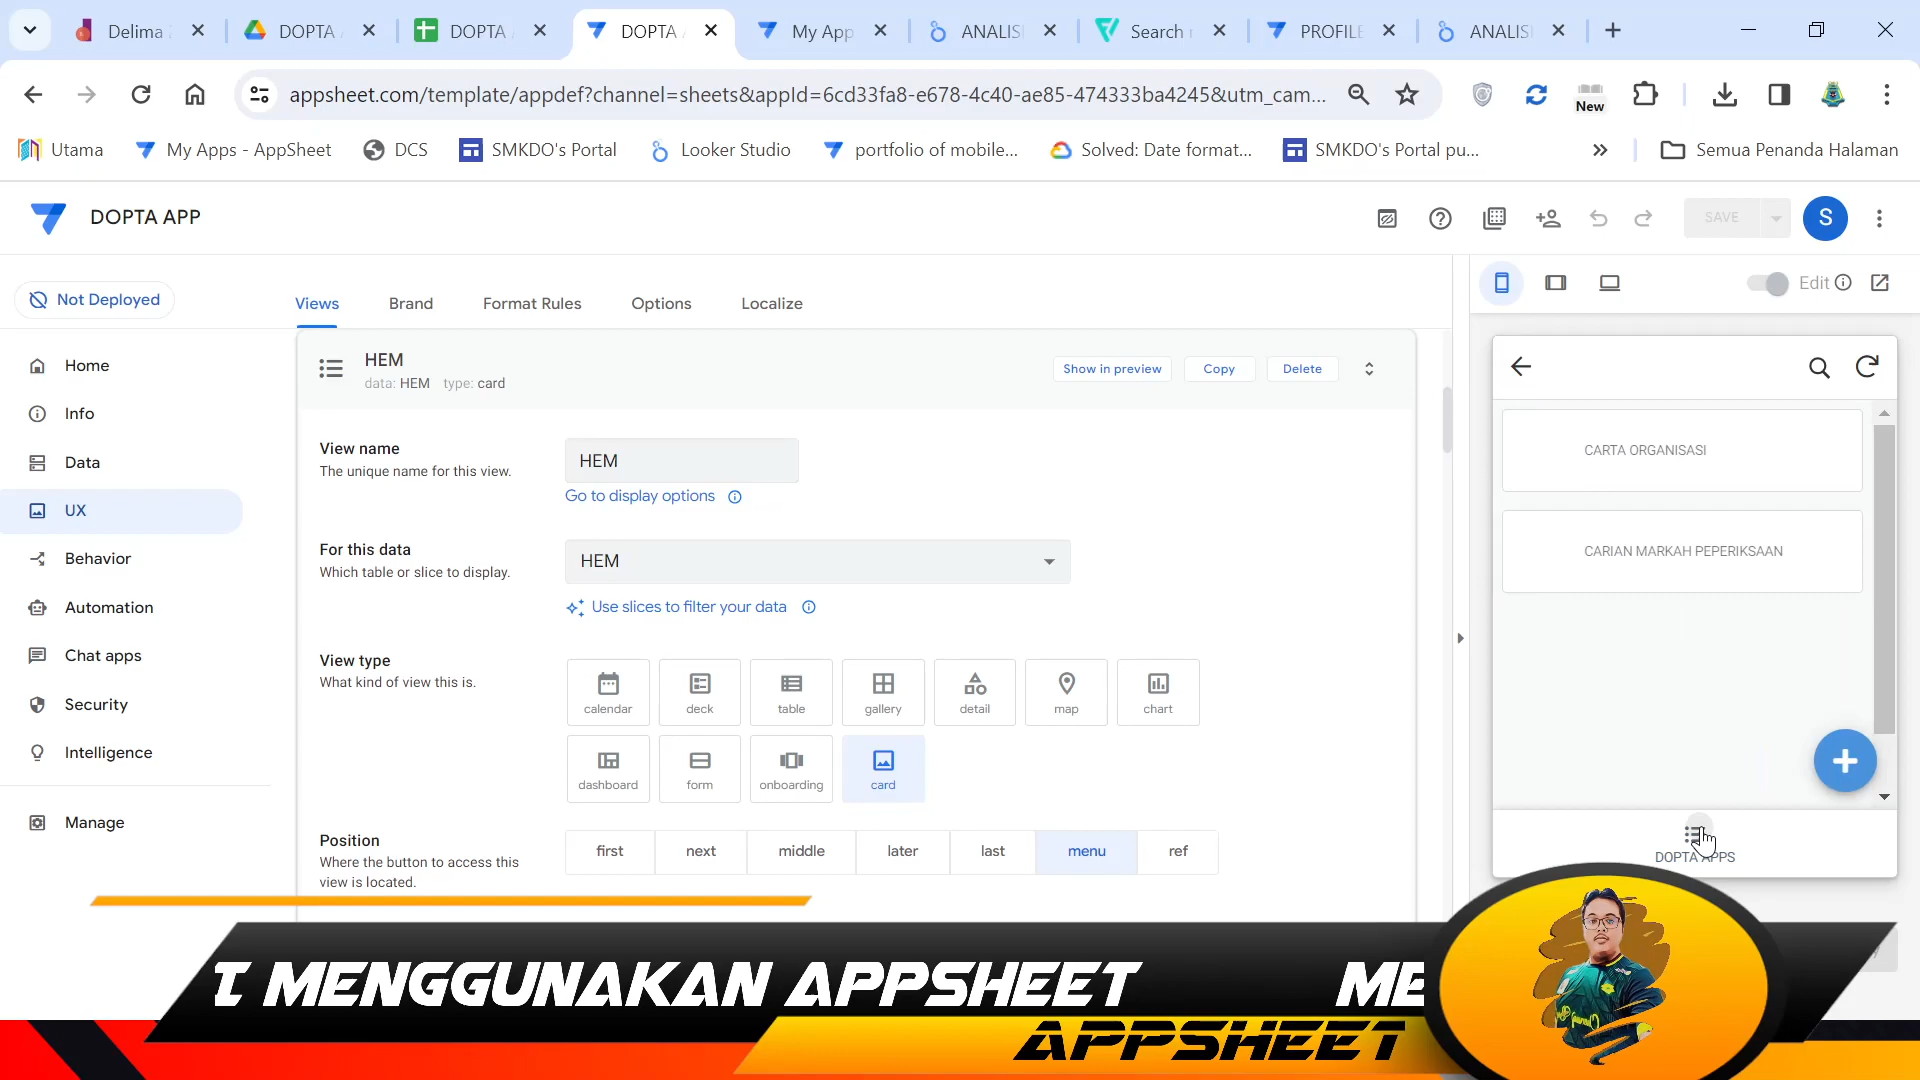 Delima
DOPTA
DOPTA
DOPTA
My App
ANALIS
Search
PROFILE
ANALIS
appsheet.com/template/appdef?channel=sheets&appId=6cd33fa8-e678-4c40-ae85-474333ba4245&utm_cam...
New
Utama
My Apps - AppSheet
DCS
SMKDO's Portal
Looker Studio
portfolio of mobile...
Solved: Date format...
SMKDO's Portal pu...
Semua Penanda Halaman
DOPTA APP
SAVE
S
Not Deployed
Views
Brand
Format Rules
Options
Localize
Edit
Home
Info
Data
UX
Behavior
Automation
Chat apps
Security
Intelligence
Manage
HEM
data: HEM type: card
Show in preview
Copy
Delete
View name
The unique name for this view.
HEM
Go to display options
For this data
Which table or slice to display.
HEM
Use slices to filter your data
View type
What kind of view this is.
calendar
deck
table
gallery
detail
map
chart
dashboard
form
onboarding
card
Position
Where the button to access this
view is located.
first
next
middle
later
last
menu
ref
CARTA ORGANISASI
CARIAN MARKAH PEPERIKSAAN
DOPTA APPS
I MENGGUNAKAN APPSHEET
ME
APPSHEET